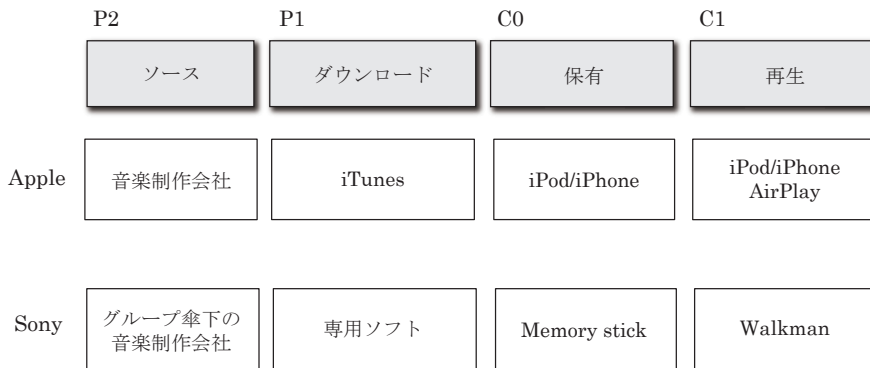 P2 P1 C0 C1
ソース ダウンロード 保有 再生
Apple 音楽制作会社 iTunes iPod/iPhone iPod/iPhone
AirPlay
Sony グループ傘下の
音楽制作会社 専用ソフト Memory stick Walkman